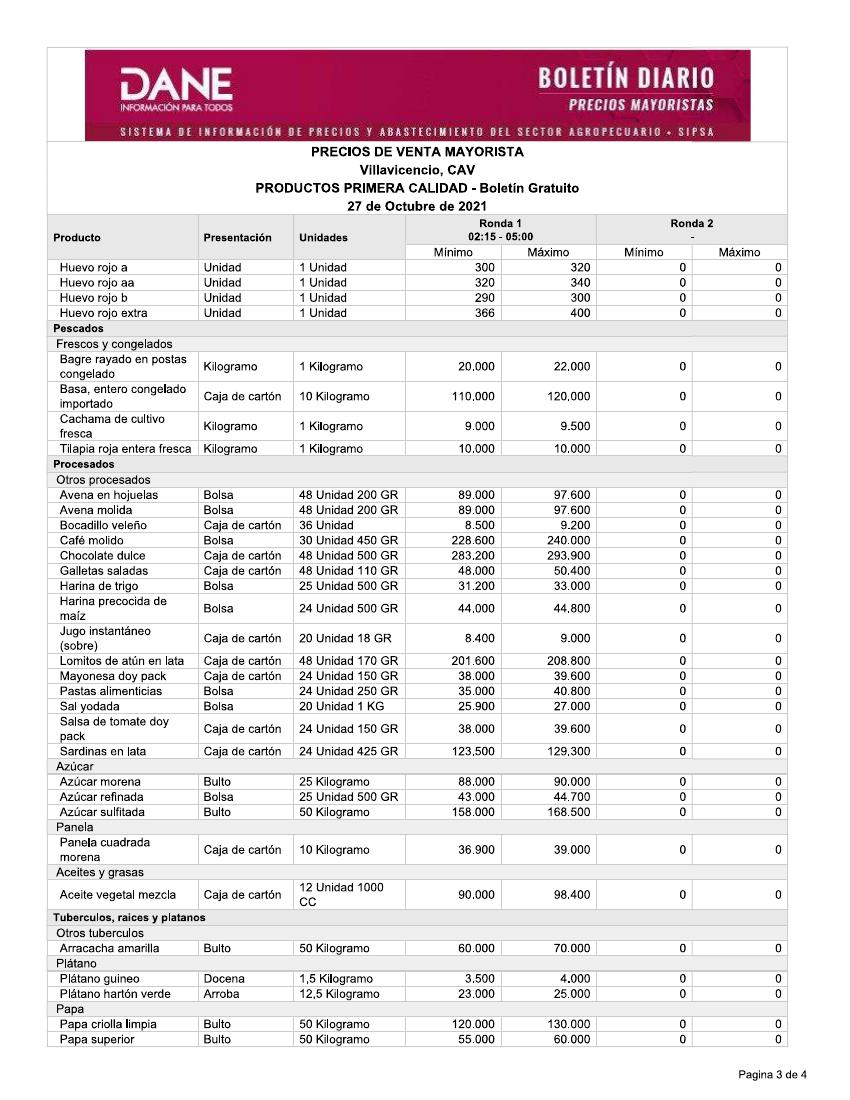 DANE
INFORMACIÓN PARA TODOS
BOLETÍN DIARIO
PRECIOS MAYORISTAS
SISTEMA DE INFORMACIÓN DE PRECIOS Y ABASTECIMIENTO DEL SECTOR AGROPECUARIO • SIPSA
PRECIOS DE VENTA MAYORISTA
Villavicencio, CAV
PRODUCTOS PRIMERA CALIDAD - Boletín Gratuito
27 de Octubre de 2021
Producto Presentación Unidades Ronda 1 Ronda 2
02:15 - 05:00 -
Mínimo Máximo Mínimo Máximo
Huevo rojo a Unidad 1 Unidad 300 320 0 0
Huevo rojo aa Unidad 1 Unidad 320 340 0 0
Huevo rojo b Unidad 1 Unidad 290 300 0 0
Huevo rojo extra Unidad 1 Unidad 366 400 0 0
Pescados
Frescos y congelados
Bagre rayado en postas
congelado Kilogramo 1 Kilogramo 20.000 22.000 0 0
Basa, entero congelado
importado Caja de cartón 10 Kilogramo 110.000 120.000 0 0
Cachama de cultivo
fresca Kilogramo 1 Kilogramo 9.000 9.500 0 0
Tilapia roja entera fresca Kilogramo 1 Kilogramo 10.000 10.000 0 0
Procesados
Otros procesados
Avena en hojuelas Bolsa 48 Unidad 200 GR 89.000 97.600 0 0
Avena molida Bolsa 48 Unidad 200 GR 89.000 97.600 0 0
Bocadillo veleño Caja de cartón 36 Unidad 8.500 9.200 0 0
Café molido Bolsa 30 Unidad 450 GR 228.600 240.000 0 0
Chocolate dulce Caja de cartón 48 Unidad 500 GR 283.200 293.900 0 0
Galletas saladas Caja de cartón 48 Unidad 110 GR 48.000 50.400 0 0
Harina de trigo Bolsa 25 Unidad 500 GR 31.200 33.000 0 0
Harina precocida de
maíz Bolsa 24 Unidad 500 GR 44.000 44.800 0 0
Jugo instantáneo
(sobre) Caja de cartón 20 Unidad 18 GR 8.400 9.000 0 0
Lomitos de atún en lata Caja de cartón 48 Unidad 170 GR 201.600 208.800 0 0
Mayonesa doy pack Caja de cartón 24 Unidad 150 GR 38.000 39.600 0 0
Pastas alimenticias Bolsa 24 Unidad 250 GR 35.000 40.800 0 0
Sal yodada Bolsa 20 Unidad 1 KG 25.900 27.000 0 0
Salsa de tomate doy
pack Caja de cartón 24 Unidad 150 GR 38.000 39.600 0 0
Sardinas en lata Caja de cartón 24 Unidad 425 GR 123.500 129.300 0 0
Azúcar
Azúcar morena Bulto 25 Kilogramo 88.000 90.000 0 0
Azúcar refinada Bolsa 25 Unidad 500 GR 43.000 44.700 0 0
Azúcar sulfitada Bulto 50 Kilogramo 158.000 168.500 0 0
Panela
Panela cuadrada
morena Caja de cartón 10 Kilogramo 36.900 39.000 0 0
Aceites y grasas
Aceite vegetal mezcla Caja de cartón 12 Unidad 1000
CC 90.000 98.400 0 0
Tuberculos, raices y platanos
Otros tuberculos
Arracacha amarilla Bulto 50 Kilogramo 60.000 70.000 0 0
Plátano
Plátano guineo Docena 1,5 Kilogramo 3.500 4.000 0 0
Plátano hartón verde Arroba 12,5 Kilogramo 23.000 25.000 0 0
Papa
Papa criolla limpia Bulto 50 Kilogramo 120.000 130.000 0 0
Papa superior Bulto 50 Kilogramo 55.000 60.000 0 0
Pagina 3 de 4